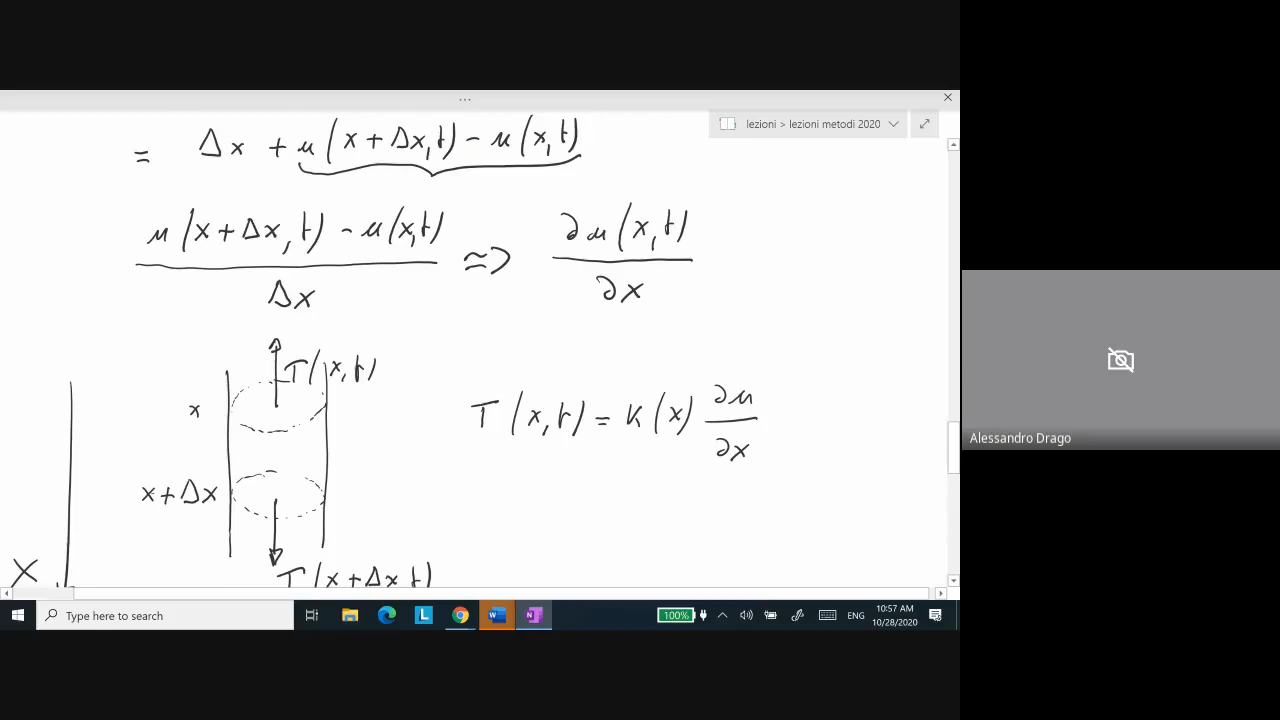 lezioni > lezioni metodi 2020
= Δx + u(x+Δx,t) - u(x,t)
u(x+Δx,t) - u(x,t)
Δx
≈>
∂u(x,t)
∂x
T(x,t)
x
T(x,t) = K(x) ∂u
∂x
x+Δx
T(x+Δx t)
X
Alessandro Drago
Type here to search
L
100%
ENG
10:57 AM
10/28/2020